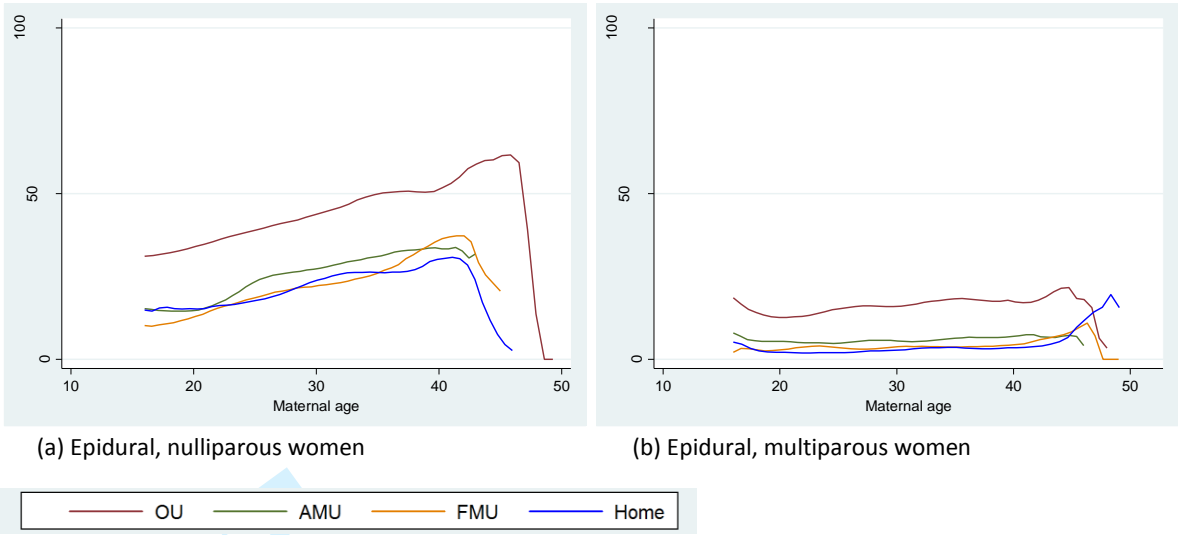 100
50
0
10 20 30 40 50
Maternal age
(a) Epidural, nulliparous women
100
50
0
10 20 30 40 50
Maternal age
(b) Epidural, multiparous women
OU AMU FMU Home